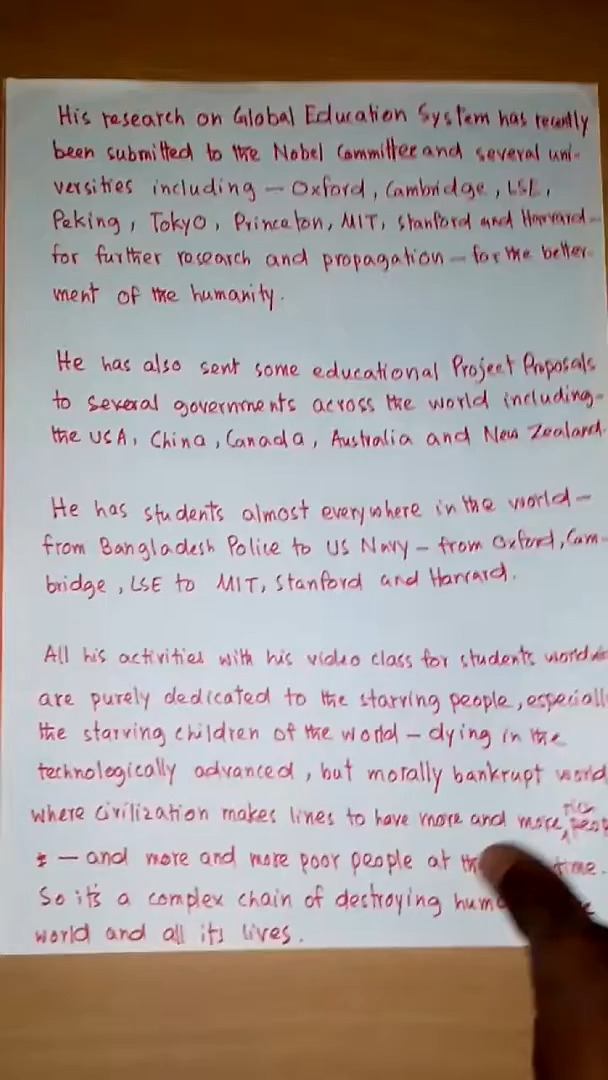 His research on Global Education System has recently
been submitted to the Nobel Committee and several uni-
versities including – Oxford, Cambridge, LSE,
Peking, Tokyo, Princeton, MIT, Stanford and Harvard –
for further research and propagation – for the better-
ment of the humanity.
He has also sent some educational Project Proposals
to several governments across the world including –
the USA, China, Canada, Australia and New Zealand.
He has students almost everywhere in the world –
from Bangladesh Police to US Navy – from Oxford, Cam-
bridge, LSE to MIT, Stanford and Harvard.
All his activities with his video class for students
are purely dedicated to the starving people, especially
the starving children of the world – dying in the
technologically advanced, but morally bankrupt world
where civilization makes lines to have more and more, rich
– and more and more poor people at time.
So it's a complex chain of destroying
world and all its lives.